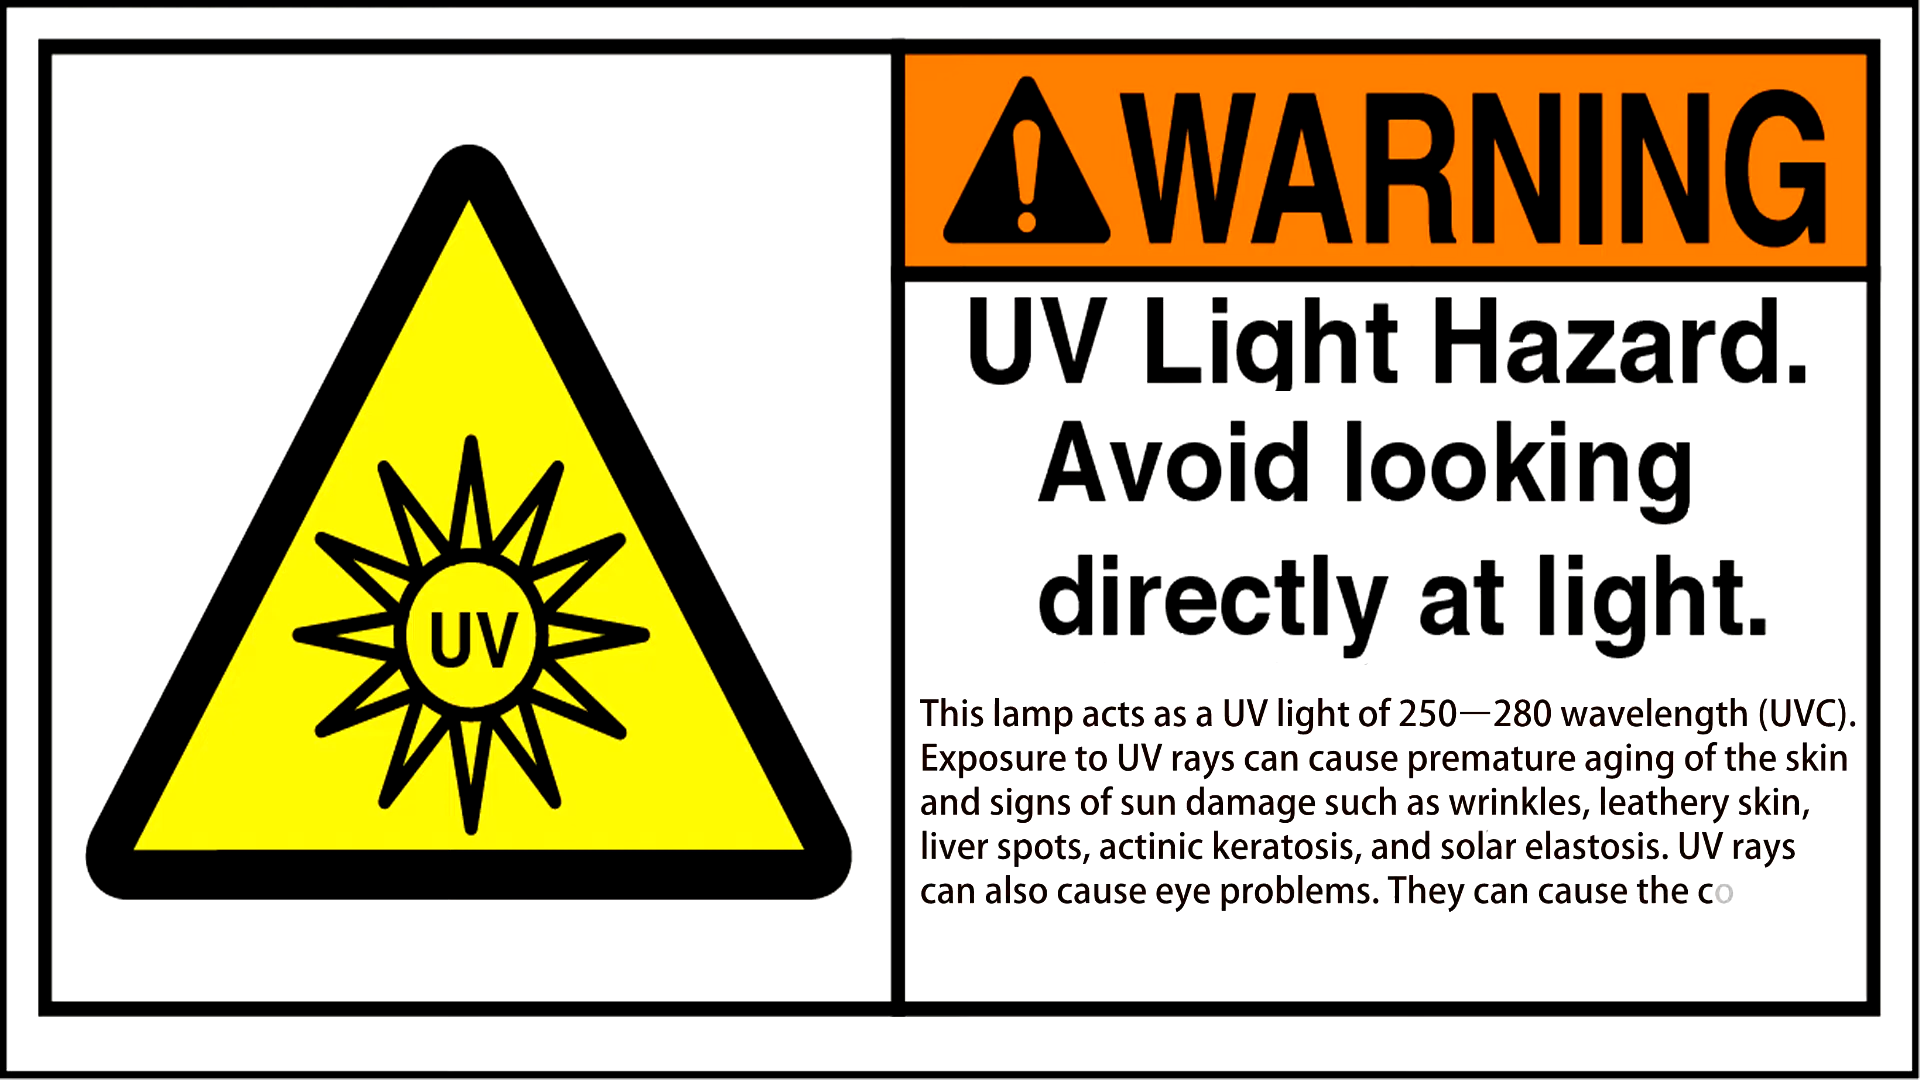 UV
WARNING
UV Light Hazard.
Avoid looking
directly at light.
This lamp acts as a UV light of 250—280 wavelength (UVC).
Exposure to UV rays can cause premature aging of the skin
and signs of sun damage such as wrinkles, leathery skin,
liver spots, actinic keratosis, and solar elastosis. UV rays
can also cause eye problems. They can cause the co